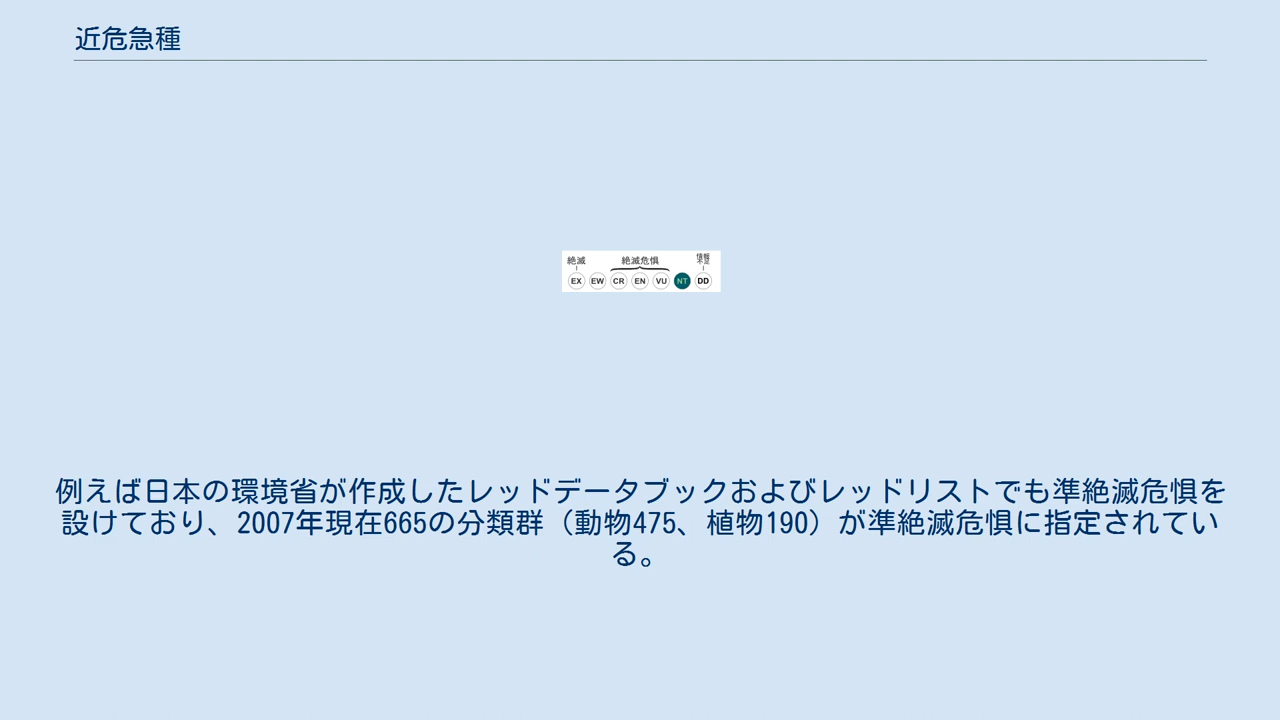 近危急種
絶滅 絶滅危惧 情報不足
EX EW CR EN VU NT DD
例えば日本の環境省が作成したレッドデータブックおよびレッドリストでも準絶滅危惧を
設けており、2007年現在665の分類群（動物475、植物190）が準絶滅危惧に指定されてい
る。